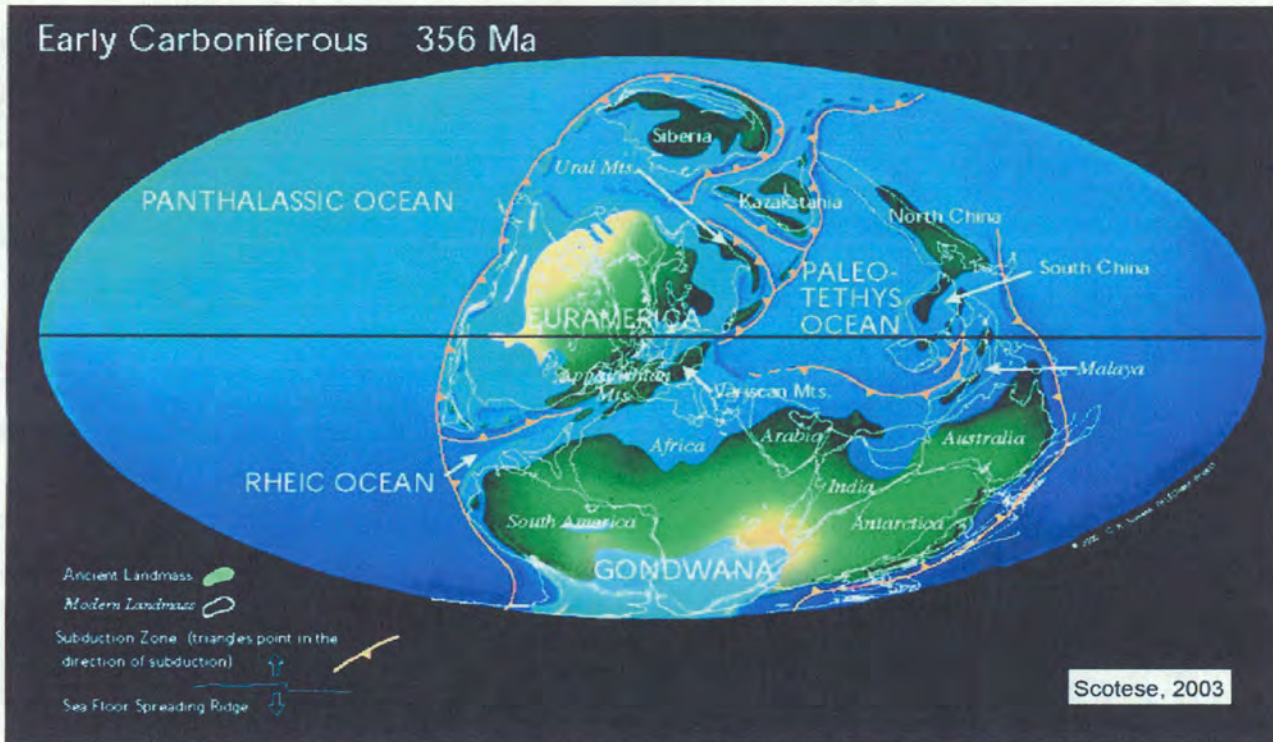 Early Carboniferous 356 Ma
Siberia
Ural Mts.
PANTHALASSIC OCEAN
Kazakstania
North China
PALEO-
TETHYS
OCEAN
South China
EURAMERICA
Appalachian
Mts.
Variscan Mts.
Malaya
Africa
Arabia
Australia
RHEIC OCEAN
India
South America
Antarctica
GONDWANA
Ancient Landmass
Modern Landmass
Subduction Zone (triangles point in the
direction of subduction)
Sea Floor Spreading Ridge
Scotese, 2003